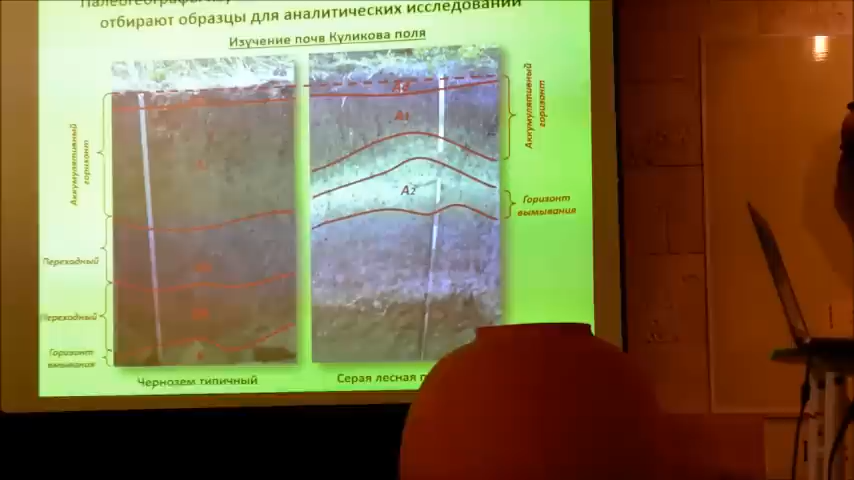 отбирают образцы для аналитических исследований
Изучение почв Куликова поля
Аккумулятивный
горизонт
Переходный
Переходный
Горизонт
вымывания
A1
A2
Аккумулятивный
горизонт
Горизонт
вымывания
Чернозем типичный
Серая лесная